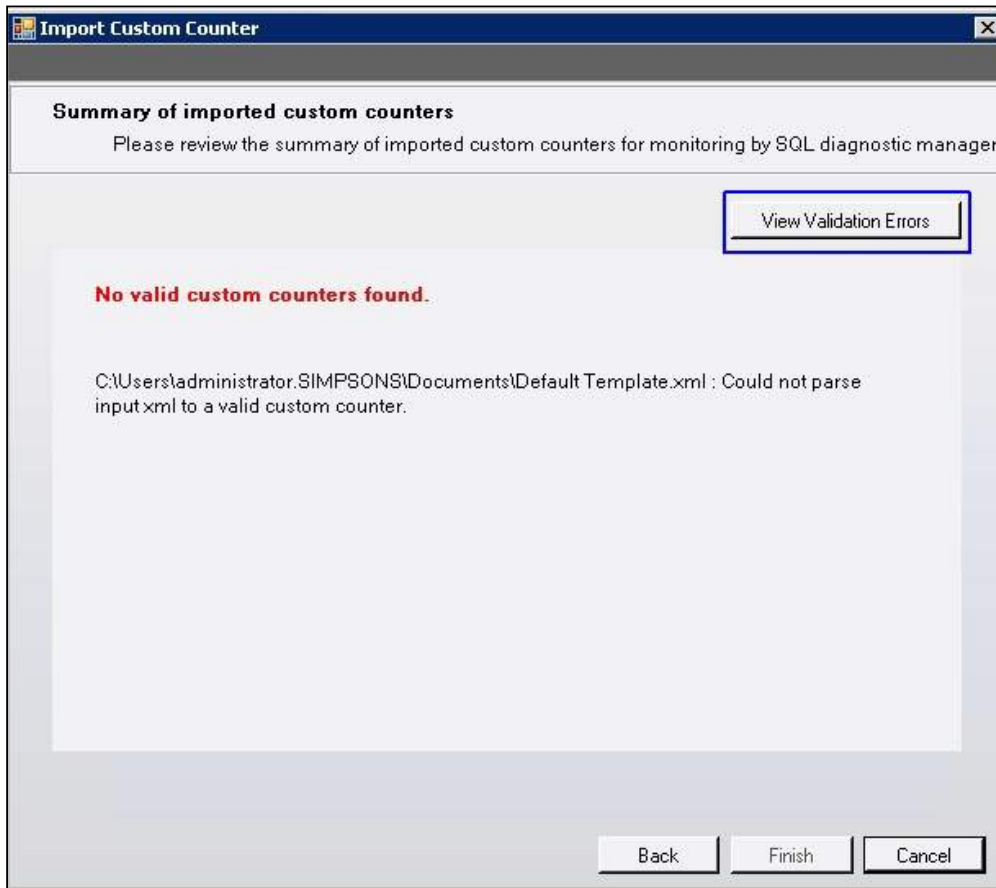 Import Custom Counter
Summary of imported custom counters
Please review the summary of imported custom counters for monitoring by SQL diagnostic manager
View Validation Errors
No valid custom counters found.
C:\Users\administrator.SIMPSONS\Documents\Default Template.xml : Could not parse
input xml to a valid custom counter.
Back
Finish
Cancel